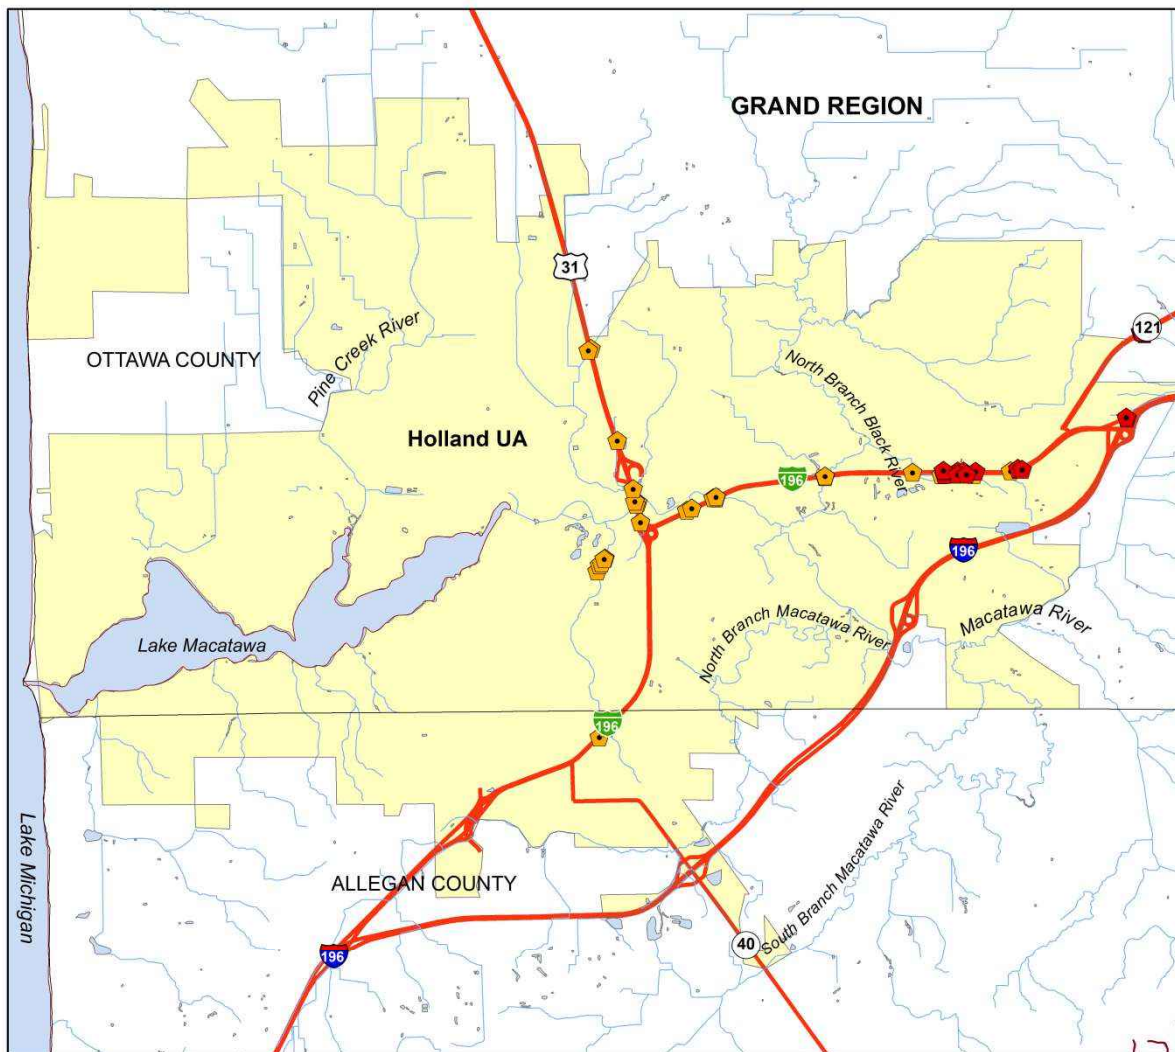 GRAND REGION
31
121
OTTAWA COUNTY
Pine Creek River
North Branch Black River
Holland UA
196
196
Lake Macatawa
North Branch Macatawa River
Macatawa River
196
Lake Michigan
ALLEGAN COUNTY
South Branch Macatawa River
40
196